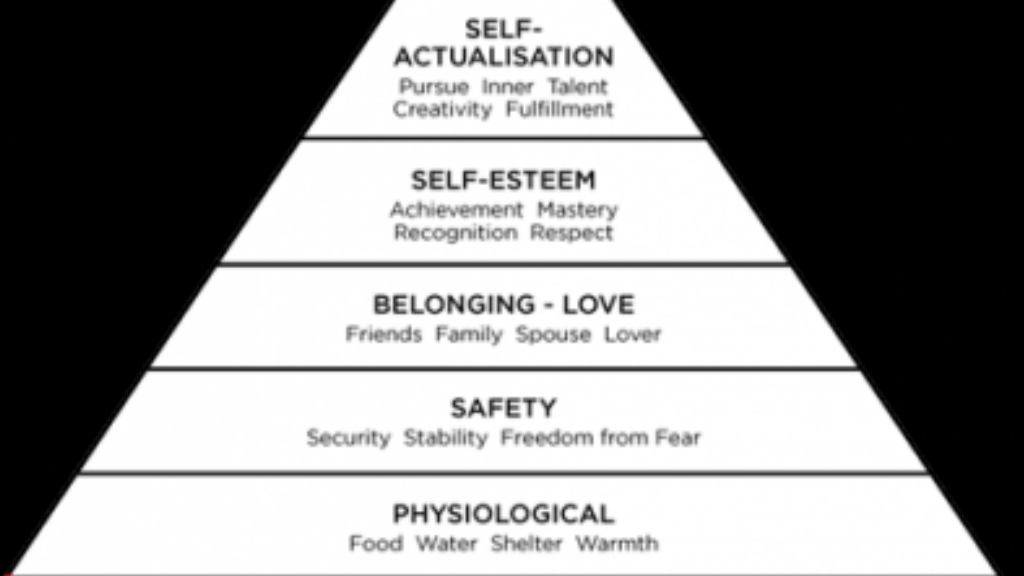 SELF-
ACTUALISATION
Pursue Inner Talent
Creativity Fulfillment
SELF-ESTEEM
Achievement Mastery
Recognition Respect
BELONGING - LOVE
Friends Family Spouse Lover
SAFETY
Security Stability Freedom from Fear
PHYSIOLOGICAL
Food Water Shelter Warmth